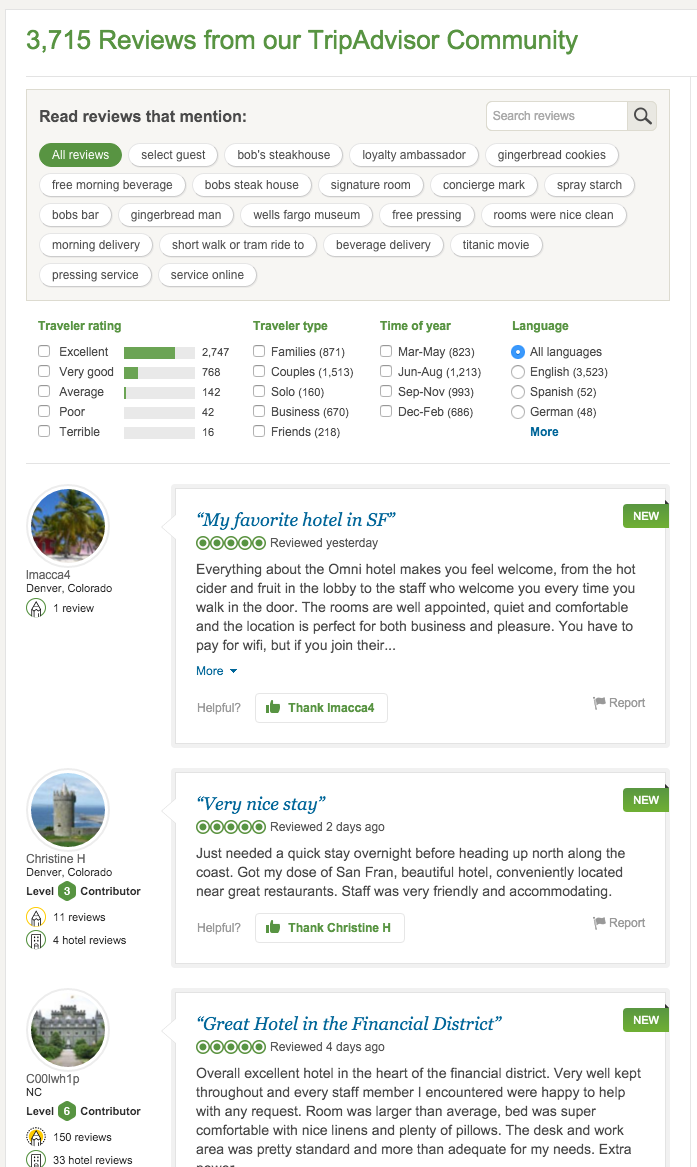 3,715 Reviews from our TripAdvisor Community
Read reviews that mention:
Search reviews
All reviews select guest bob's steakhouse loyalty ambassador gingerbread cookies
free morning beverage bobs steak house signature room concierge mark spray starch
bobs bar gingerbread man wells fargo museum free pressing rooms were nice clean
morning delivery short walk or tram ride to beverage delivery titanic movie
pressing service service online
Traveler rating Traveler type Time of year Language
Excellent 2,747 Families (871) Mar-May (823) All languages
Very good 768 Couples (1,513) Jun-Aug (1,213) English (3,523)
Average 142 Solo (160) Sep-Nov (993) Spanish (52)
Poor 42 Business (670) Dec-Feb (686) German (48)
Terrible 16 Friends (218) More
lmacca4
Denver, Colorado
1 review
“My favorite hotel in SF”
NEW
Reviewed yesterday
Everything about the Omni hotel makes you feel welcome, from the hot
cider and fruit in the lobby to the staff who welcome you every time you
walk in the door. The rooms are well appointed, quiet and comfortable
and the location is perfect for both business and pleasure. You have to
pay for wifi, but if you join their...
More
Helpful? Thank lmacca4 Report
Christine H
Denver, Colorado
Level 3 Contributor
11 reviews
4 hotel reviews
“Very nice stay”
NEW
Reviewed 2 days ago
Just needed a quick stay overnight before heading up north along the
coast. Got my dose of San Fran, beautiful hotel, conveniently located
near great restaurants. Staff was very friendly and accommodating.
Helpful? Thank Christine H Report
C00lwh1p
NC
Level 6 Contributor
150 reviews
33 hotel reviews
“Great Hotel in the Financial District”
NEW
Reviewed 4 days ago
Overall excellent hotel in the heart of the financial district. Very well kept
throughout and every staff member I encountered were happy to help
with any request. Room was larger than average, bed was super
comfortable with nice linens and plenty of pillows. The desk and work
area was pretty standard and more than adequate for my needs. Extra